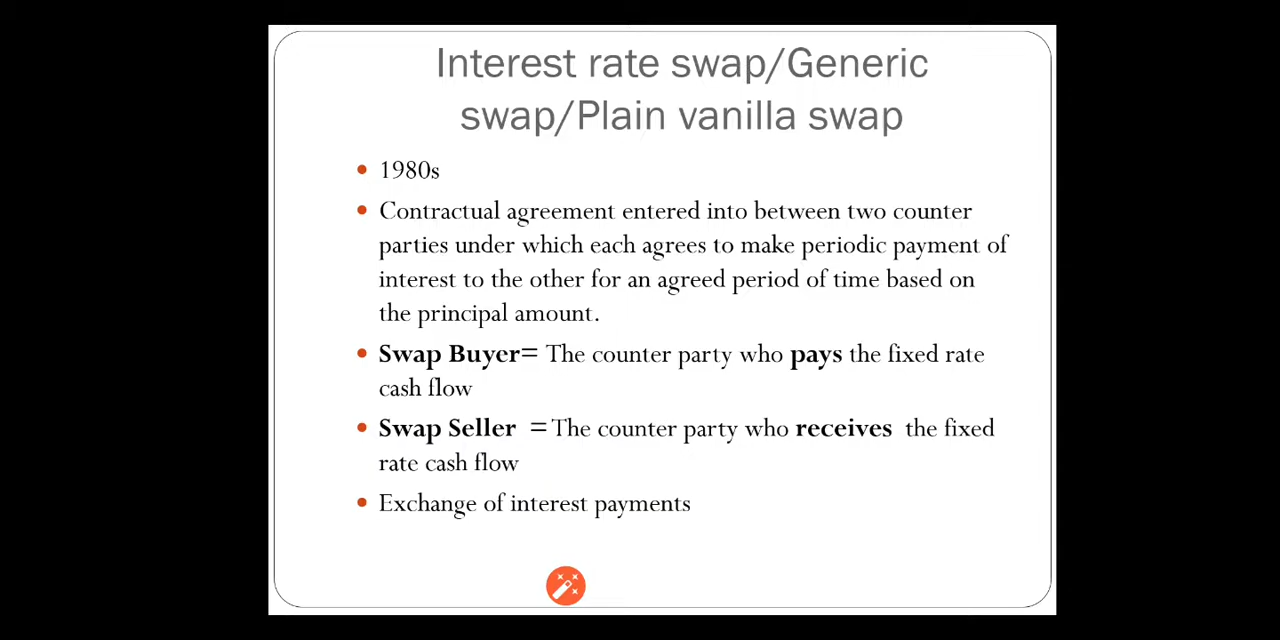 Interest rate swap/Generic
swap/Plain vanilla swap
• 1980s
• Contractual agreement entered into between two counter
parties under which each agrees to make periodic payment of
interest to the other for an agreed period of time based on
the principal amount.
• Swap Buyer= The counter party who pays the fixed rate
cash flow
• Swap Seller =The counter party who receives the fixed
rate cash flow
• Exchange of interest payments